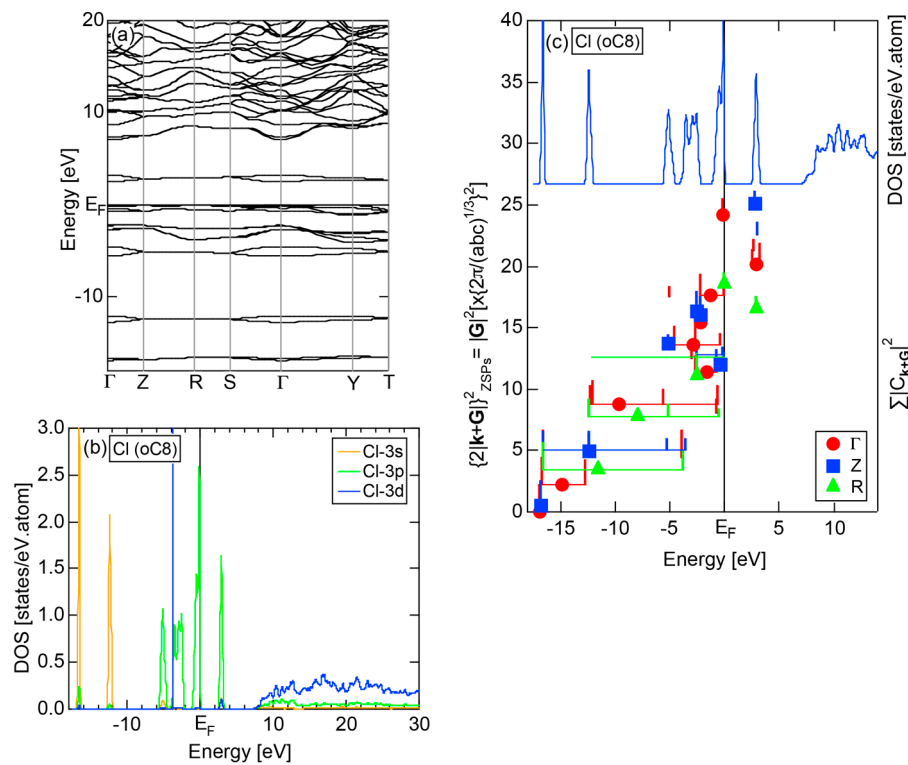 (a)
20
10
E_F
-10
Energy [eV]
Γ Z R S Γ Y T
(b) Cl (oC8)
Cl-3s
Cl-3p
Cl-3d
3.0
2.5
2.0
1.5
1.0
0.5
0.0
DOS [states/eV.atom]
-10 E_F 10 20 30
Energy [eV]
(c) Cl (oC8)
40
35
30
25
20
15
10
5
0
{2|k+G|}²_ZSPs = |G|²[x{2π/(abc)^1/3}²]
DOS [states/eV.atom]
Σ|C_k+G|²
Γ
Z
R
-15 -10 -5 E_F 5 10
Energy [eV]